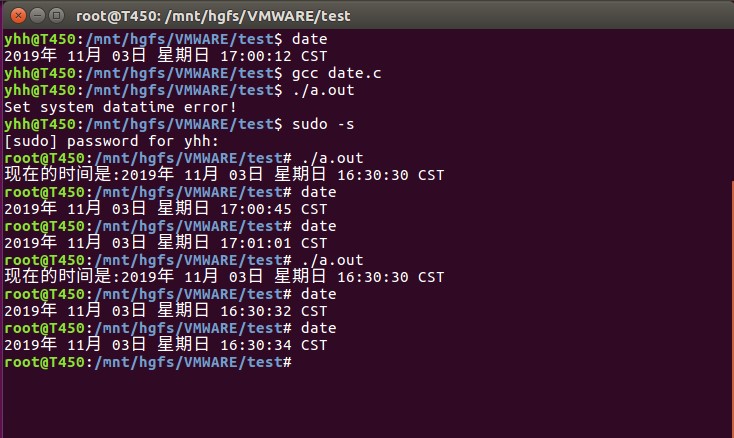 root@T450: /mnt/hgfs/VMWARE/test
yhh@T450:/mnt/hgfs/VMWARE/test$ date
2019年 11月 03日 星期日 17:00:12 CST
yhh@T450:/mnt/hgfs/VMWARE/test$ gcc date.c
yhh@T450:/mnt/hgfs/VMWARE/test$ ./a.out
Set system datatime error!
yhh@T450:/mnt/hgfs/VMWARE/test$ sudo -s
[sudo] password for yhh:
root@T450:/mnt/hgfs/VMWARE/test# ./a.out
现在的时间是:2019年 11月 03日 星期日 16:30:30 CST
root@T450:/mnt/hgfs/VMWARE/test# date
2019年 11月 03日 星期日 17:00:45 CST
root@T450:/mnt/hgfs/VMWARE/test# date
2019年 11月 03日 星期日 17:01:01 CST
root@T450:/mnt/hgfs/VMWARE/test# ./a.out
现在的时间是:2019年 11月 03日 星期日 16:30:30 CST
root@T450:/mnt/hgfs/VMWARE/test# date
2019年 11月 03日 星期日 16:30:32 CST
root@T450:/mnt/hgfs/VMWARE/test# date
2019年 11月 03日 星期日 16:30:34 CST
root@T450:/mnt/hgfs/VMWARE/test#